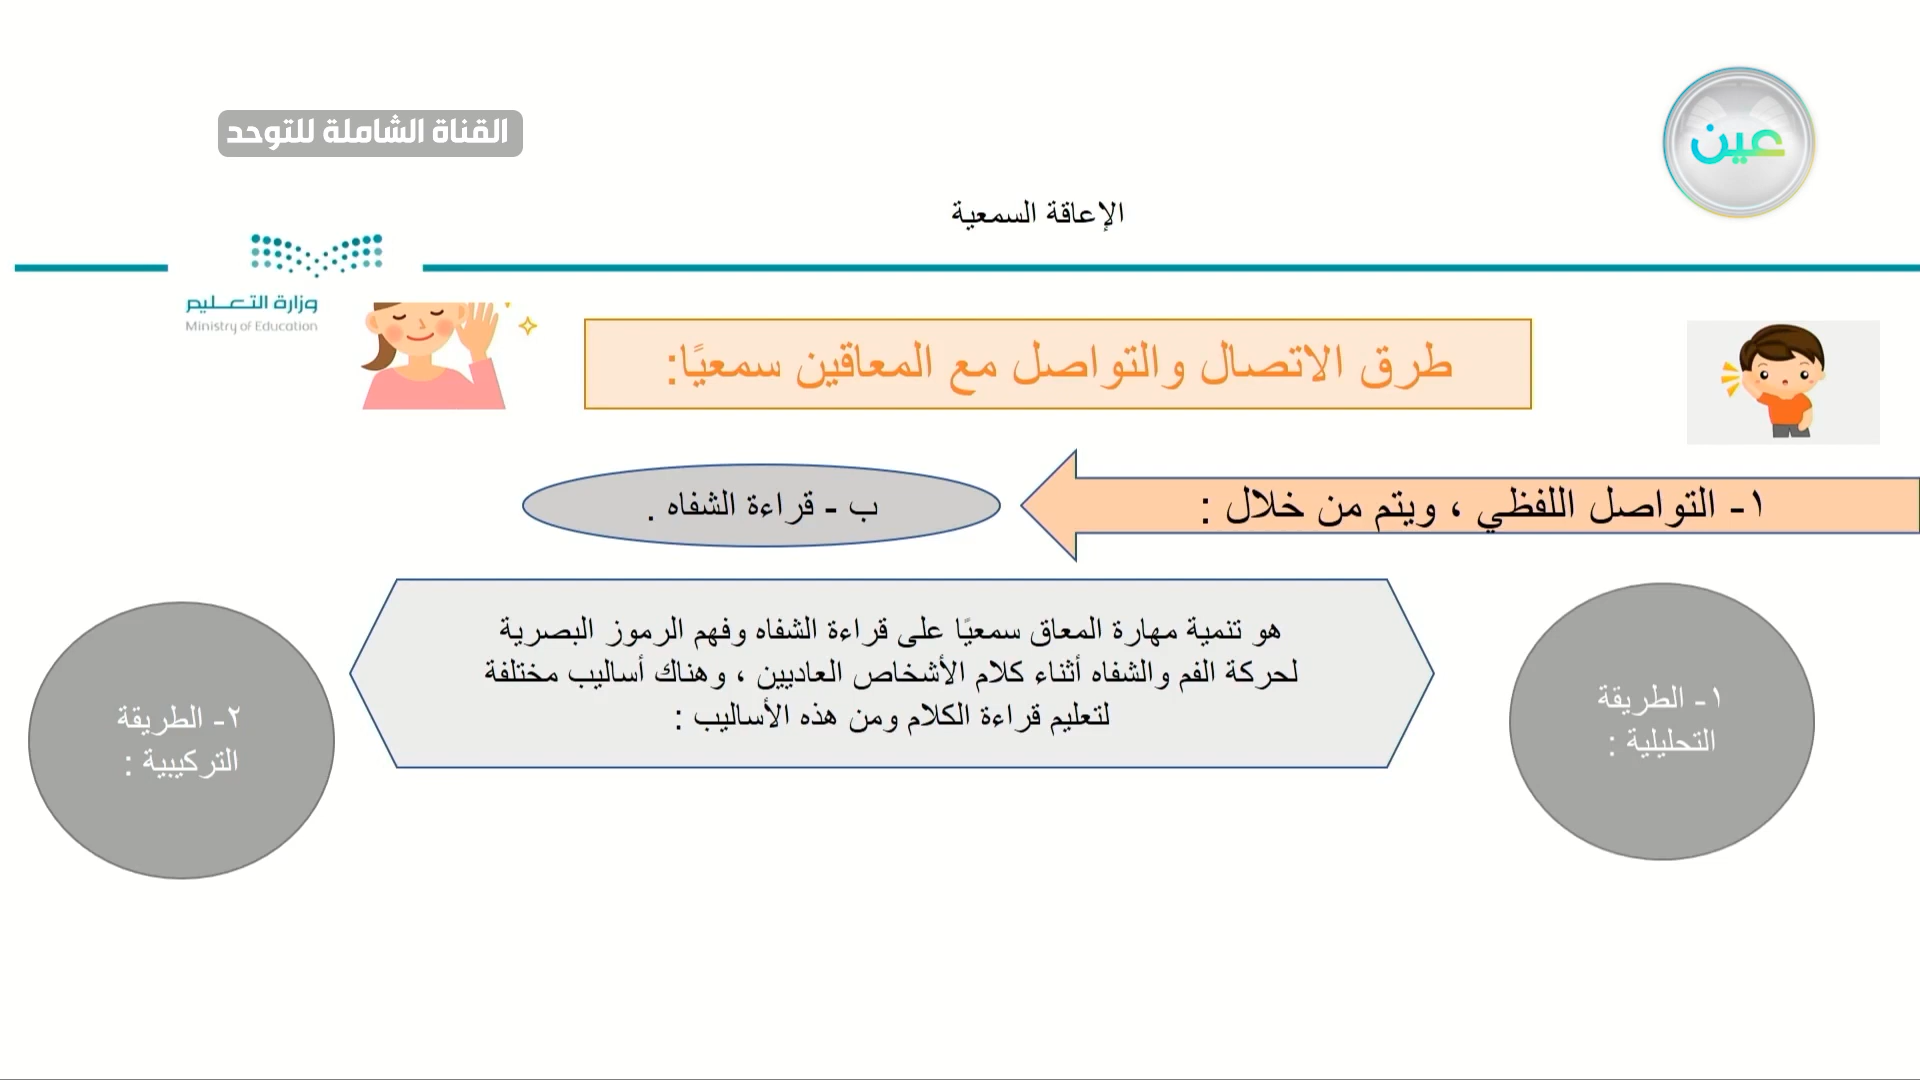 القناة الشاملة للتوحد
عين
الإعاقة السمعية
وزارة التعليم
Ministry of Education
طرق الاتصال والتواصل مع المعاقين سمعيًا:
١- التواصل اللفظي ، ويتم من خلال :
ب - قراءة الشفاه .
هو تنمية مهارة المعاق سمعيًا على قراءة الشفاه وفهم الرموز البصرية
لحركة الفم والشفاه أثناء كلام الأشخاص العاديين ، وهناك أساليب مختلفة
لتعليم قراءة الكلام ومن هذه الأساليب :
١- الطريقة
التحليلية :
٢- الطريقة
التركيبية :